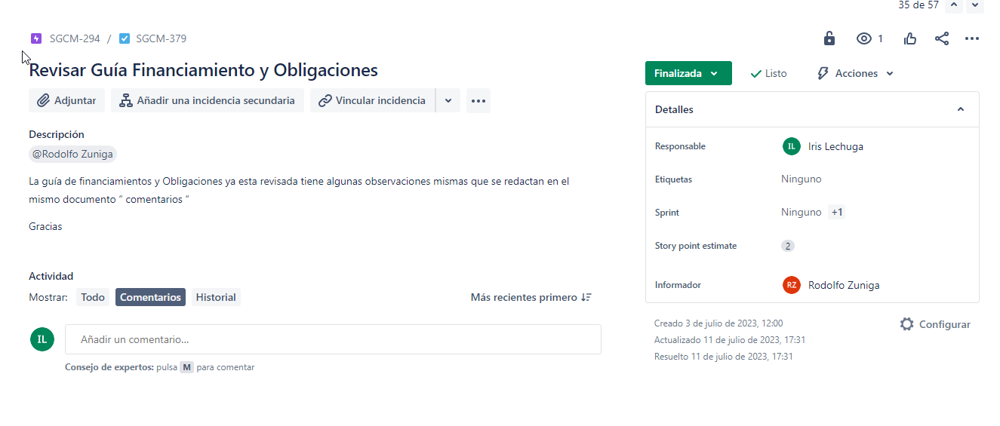 35 de 57
SGCM-294 / SGCM-379
1
Revisar Guía Financiamiento y Obligaciones
Finalizada
Listo
Acciones
Adjuntar
Añadir una incidencia secundaria
Vincular incidencia
Detalles
Descripción
@Rodolfo Zuniga
Responsable
IL Iris Lechuga
La guía de financiamientos y Obligaciones ya esta revisada tiene algunas observaciones mismas que se redactan en el
mismo documento “ comentarios ”
Etiquetas
Ninguno
Gracias
Sprint
Ninguno +1
Story point estimate
2
Actividad
Mostrar: Todo Comentarios Historial
Más recientes primero
Informador
RZ Rodolfo Zuniga
IL Añadir un comentario...
Consejo de expertos: pulsa M para comentar
Creado 3 de julio de 2023, 12:00
Actualizado 11 de julio de 2023, 17:31
Resuelto 11 de julio de 2023, 17:31
Configurar